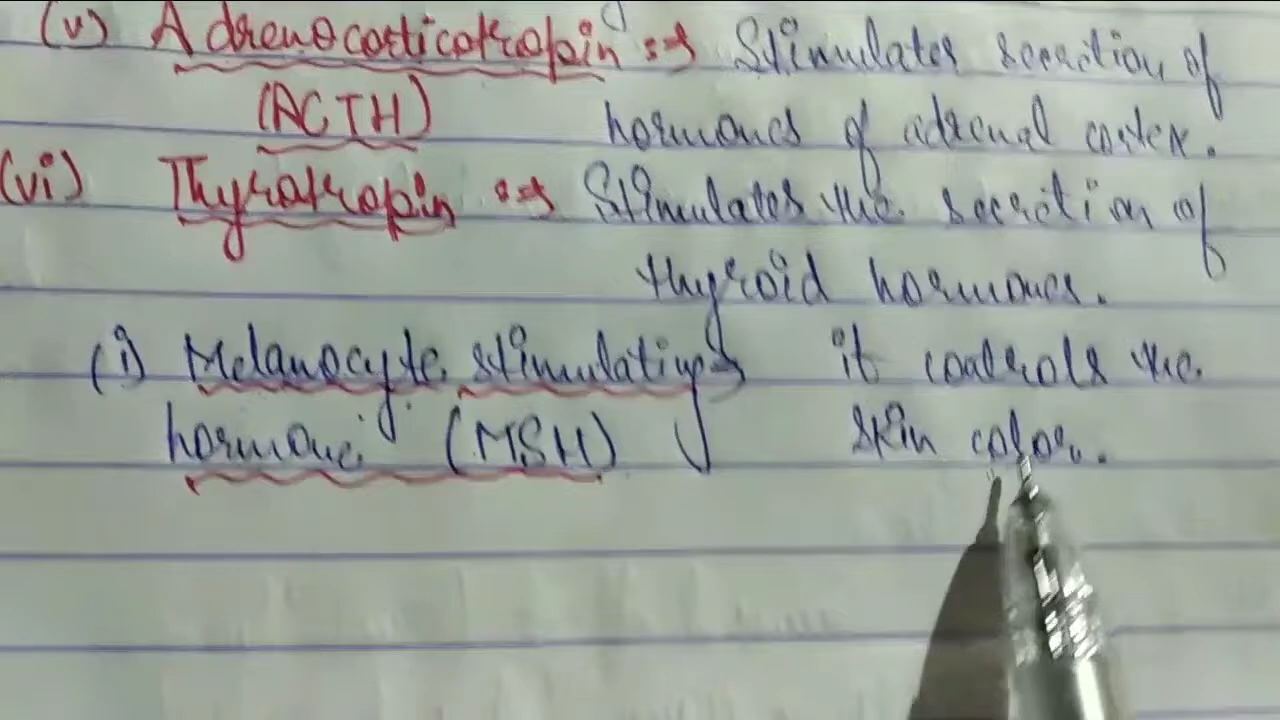 (v) Adrenocorticotropin ⇒ Stimulates secretion of
(ACTH) hormones of adrenal cortex.
(vi) Thyrotropin ⇒ Stimulates the secretion of
thyroid hormones.
(i) Melanocyte stimulating → it controls the
hormone (MSH) skin color.